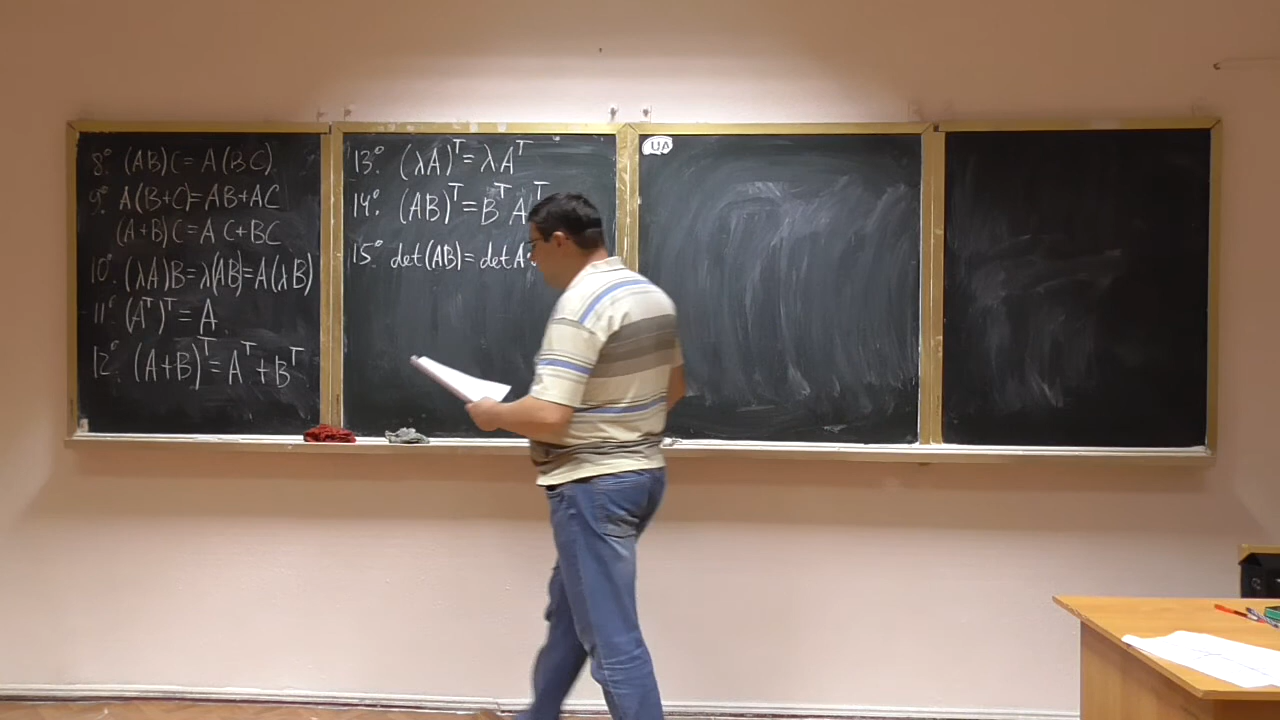 8°. (AB)C = A(BC).
9°. A(B+C)=AB+AC
(A+B)C=AC+BC
10°. (λA)B=λ(AB)=A(λB)
11°. (Aᵀ)ᵀ = A.
12°. (A+B)ᵀ=Aᵀ+Bᵀ
13°. (λA)ᵀ=λAᵀ
14°. (AB)ᵀ=BᵀAᵀ
15° det(AB)=detA·
UA